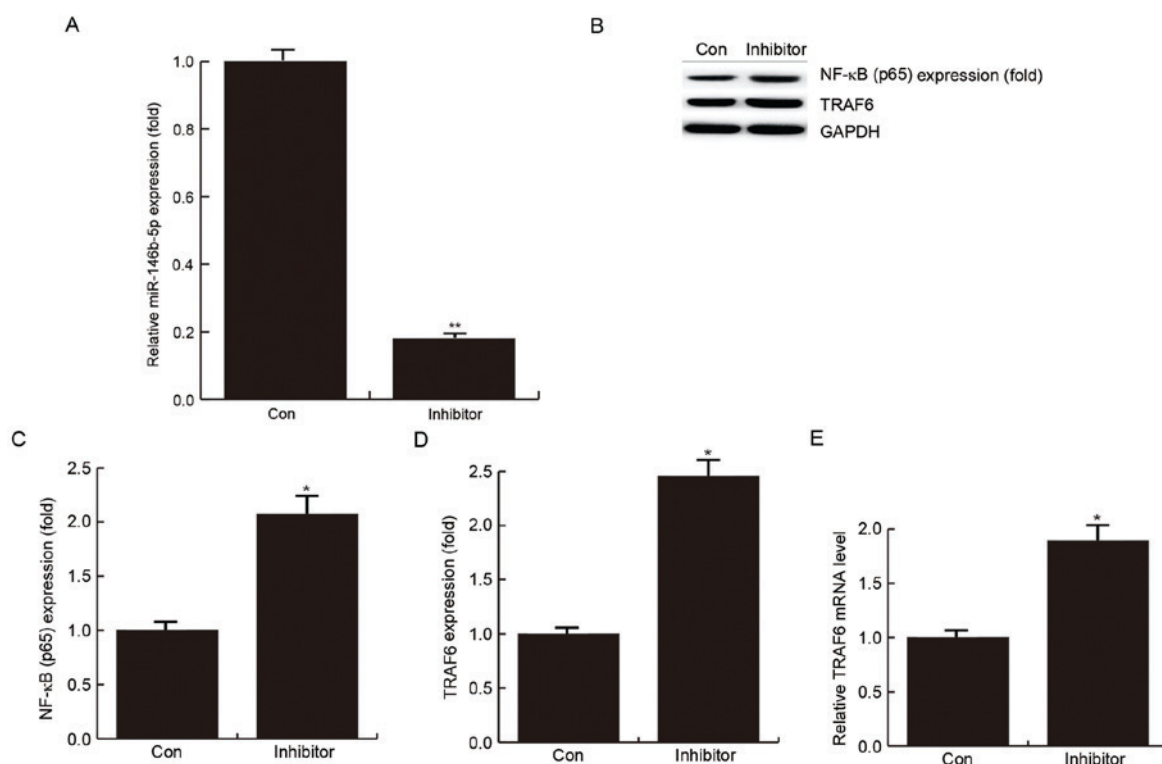 A
Relative miR-146b-5p expression (fold)
1.0
0.8
0.6
0.4
0.2
0.0
**
Con
Inhibitor
B
Con Inhibitor
NF-κB (p65) expression (fold)
TRAF6
GAPDH
C
NF-κB (p65) expression (fold)
2.5
2.0
1.5
1.0
0.5
0.0
*
Con
Inhibitor
D
TRAF6 expression (fold)
2.5
2.0
1.5
1.0
0.5
0.0
*
Con
Inhibitor
E
Relative TRAF6 mRNA level
2.0
1.5
1.0
0.5
0.0
*
Con
Inhibitor